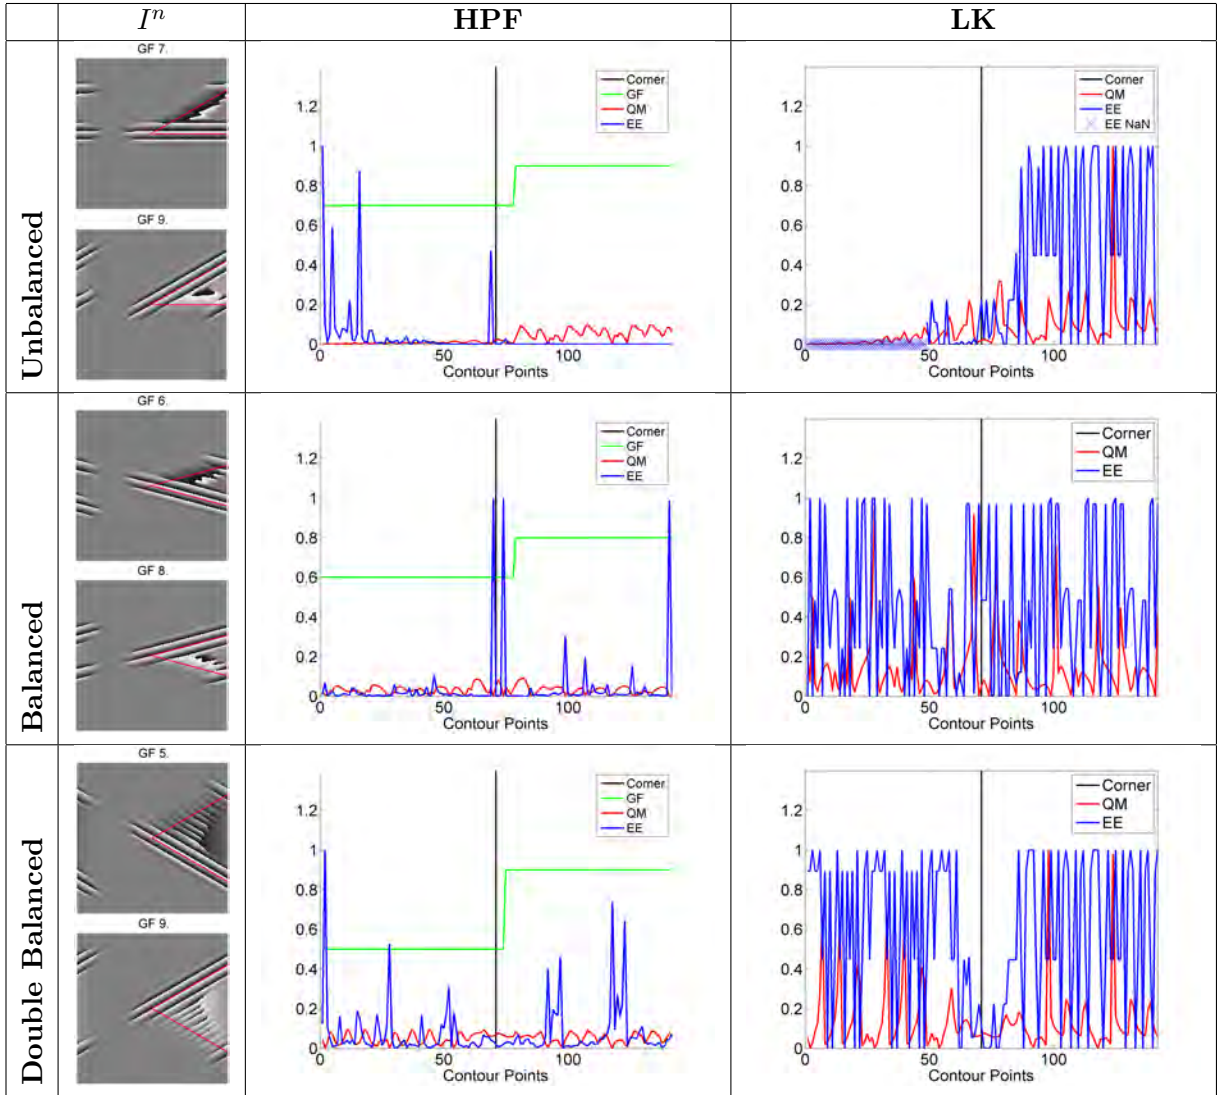 I^n HPF LK
Unbalanced
GF 7.
GF 9.
1.2
1
0.8
0.6
0.4
0.2
0
0 50 100
Contour Points
Corner
GF
QM
EE
1.2
1
0.8
0.6
0.4
0.2
0
0 50 100
Contour Points
Corner
QM
EE
EE NaN
Balanced
GF 6.
GF 8.
1.2
1
0.8
0.6
0.4
0.2
0
0 50 100
Contour Points
Corner
GF
QM
EE
1.2
1
0.8
0.6
0.4
0.2
0
0 50 100
Contour Points
Corner
QM
EE
Double Balanced
GF 5.
GF 9.
1.2
1
0.8
0.6
0.4
0.2
0
0 50 100
Contour Points
Corner
GF
QM
EE
1.2
1
0.8
0.6
0.4
0.2
0
0 50 100
Contour Points
Corner
QM
EE